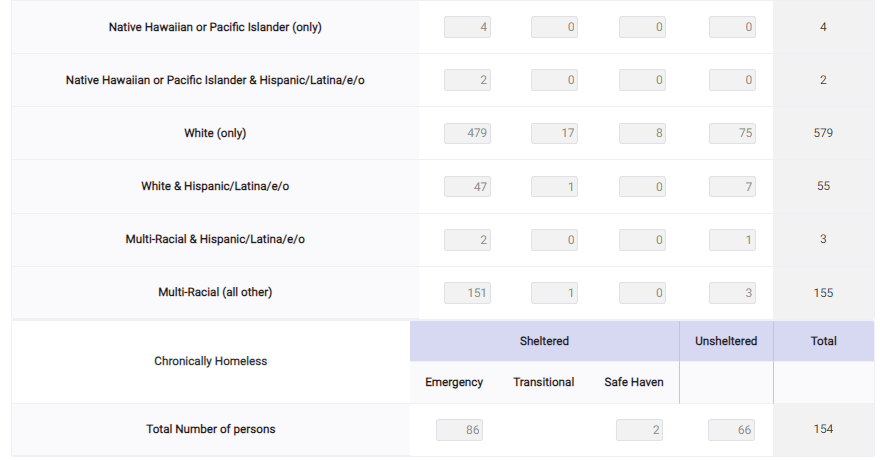 Native Hawaiian or Pacific Islander (only) 4 0 0 0 4
Native Hawaiian or Pacific Islander & Hispanic/Latina/e/o 2 0 0 0 2
White (only) 479 17 8 75 579
White & Hispanic/Latina/e/o 47 1 0 7 55
Multi-Racial & Hispanic/Latina/e/o 2 0 0 1 3
Multi-Racial (all other) 151 1 0 3 155
Chronically Homeless
Sheltered Unsheltered Total
Emergency Transitional Safe Haven
Total Number of persons 86 2 66 154